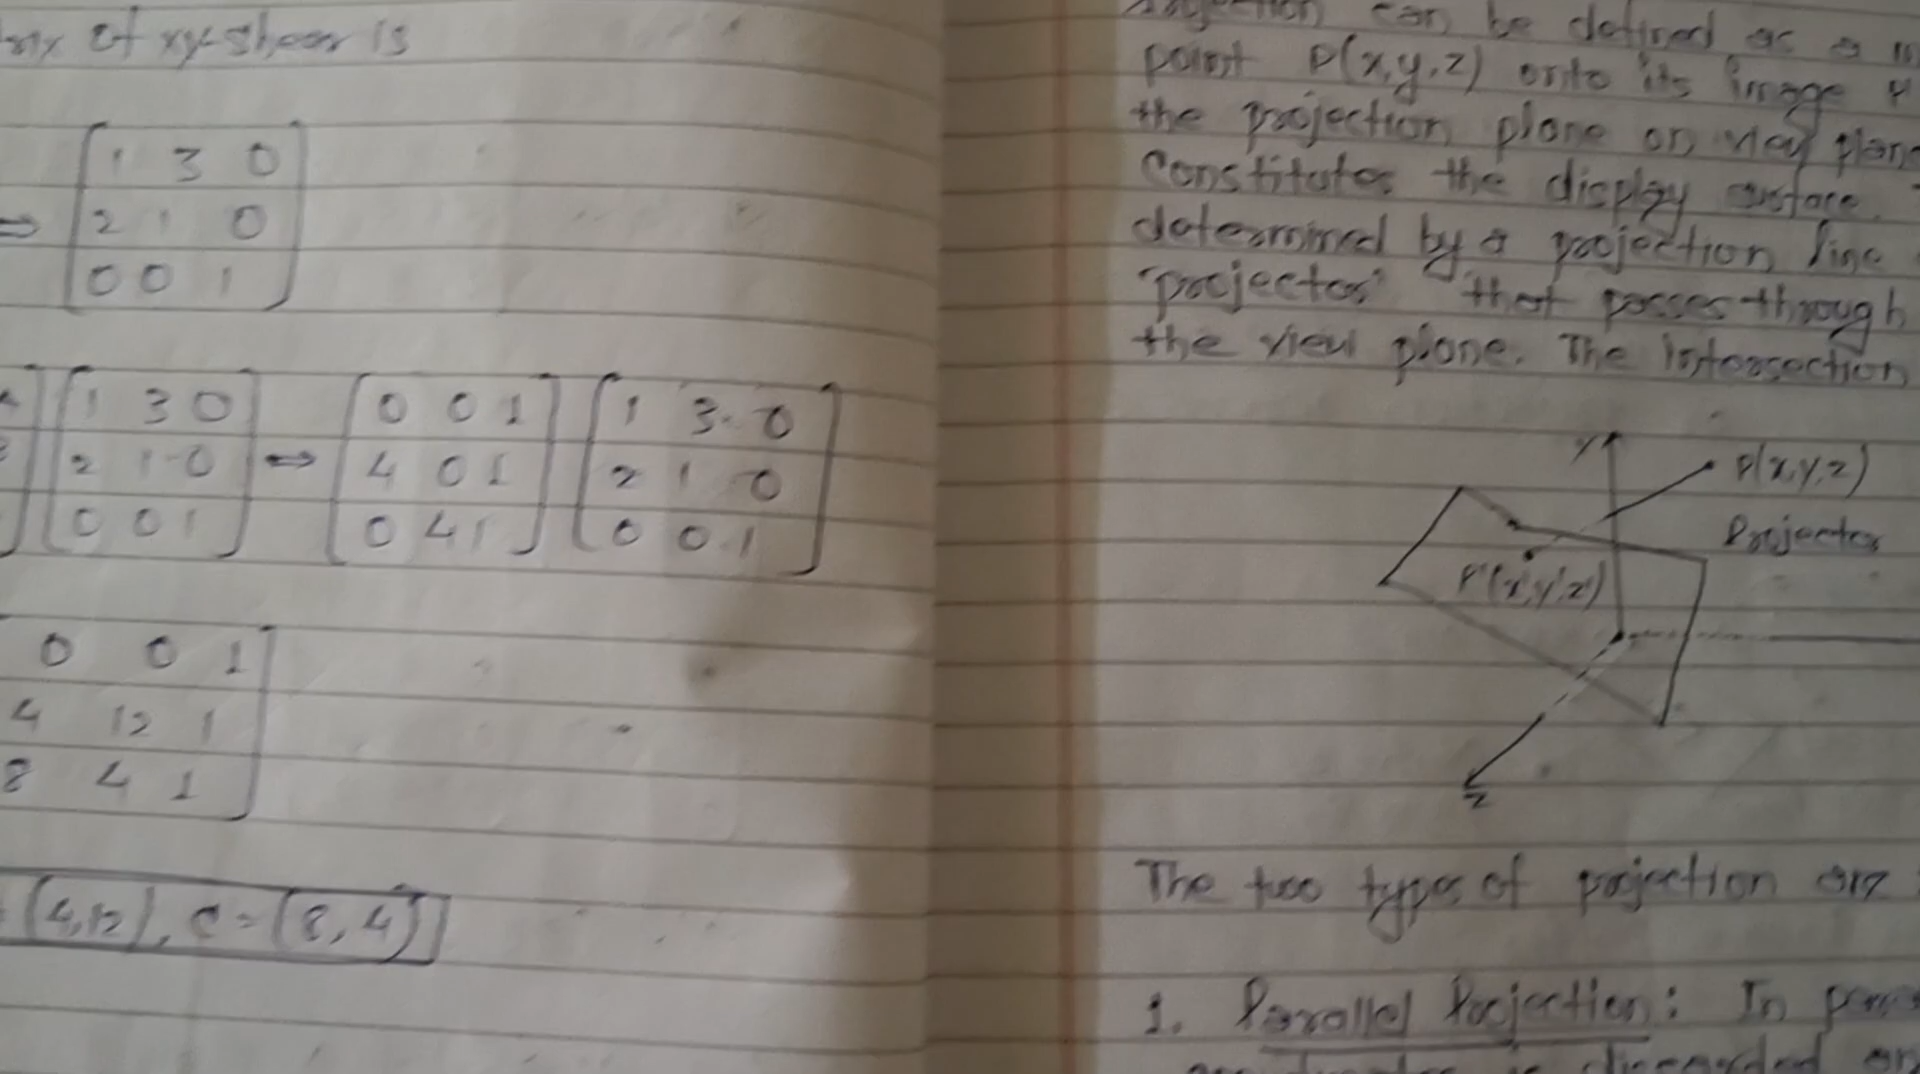 of xy-shear is
1 3 0
⇒ 2 1 0
0 0 1
1 3 0 ⇒ 0 0 1 1 3 0
2 1 0 4 0 1 2 1 0
0 0 1 0 4 1 0 0 1
0 0 1
4 12 1
8 4 1
(4,12), c = (8, 4)
can be defined as a
point P(x,y,z) onto its image
the projection plane or view plane
constitutes the display surface.
determined by a projection line
"projector" that passes through
the view plane. The intersection
y
P(x,y,z)
Projector
P'(x',y',z')
z
The two types of projection are :
1. Parallel Projection: In
is discarded